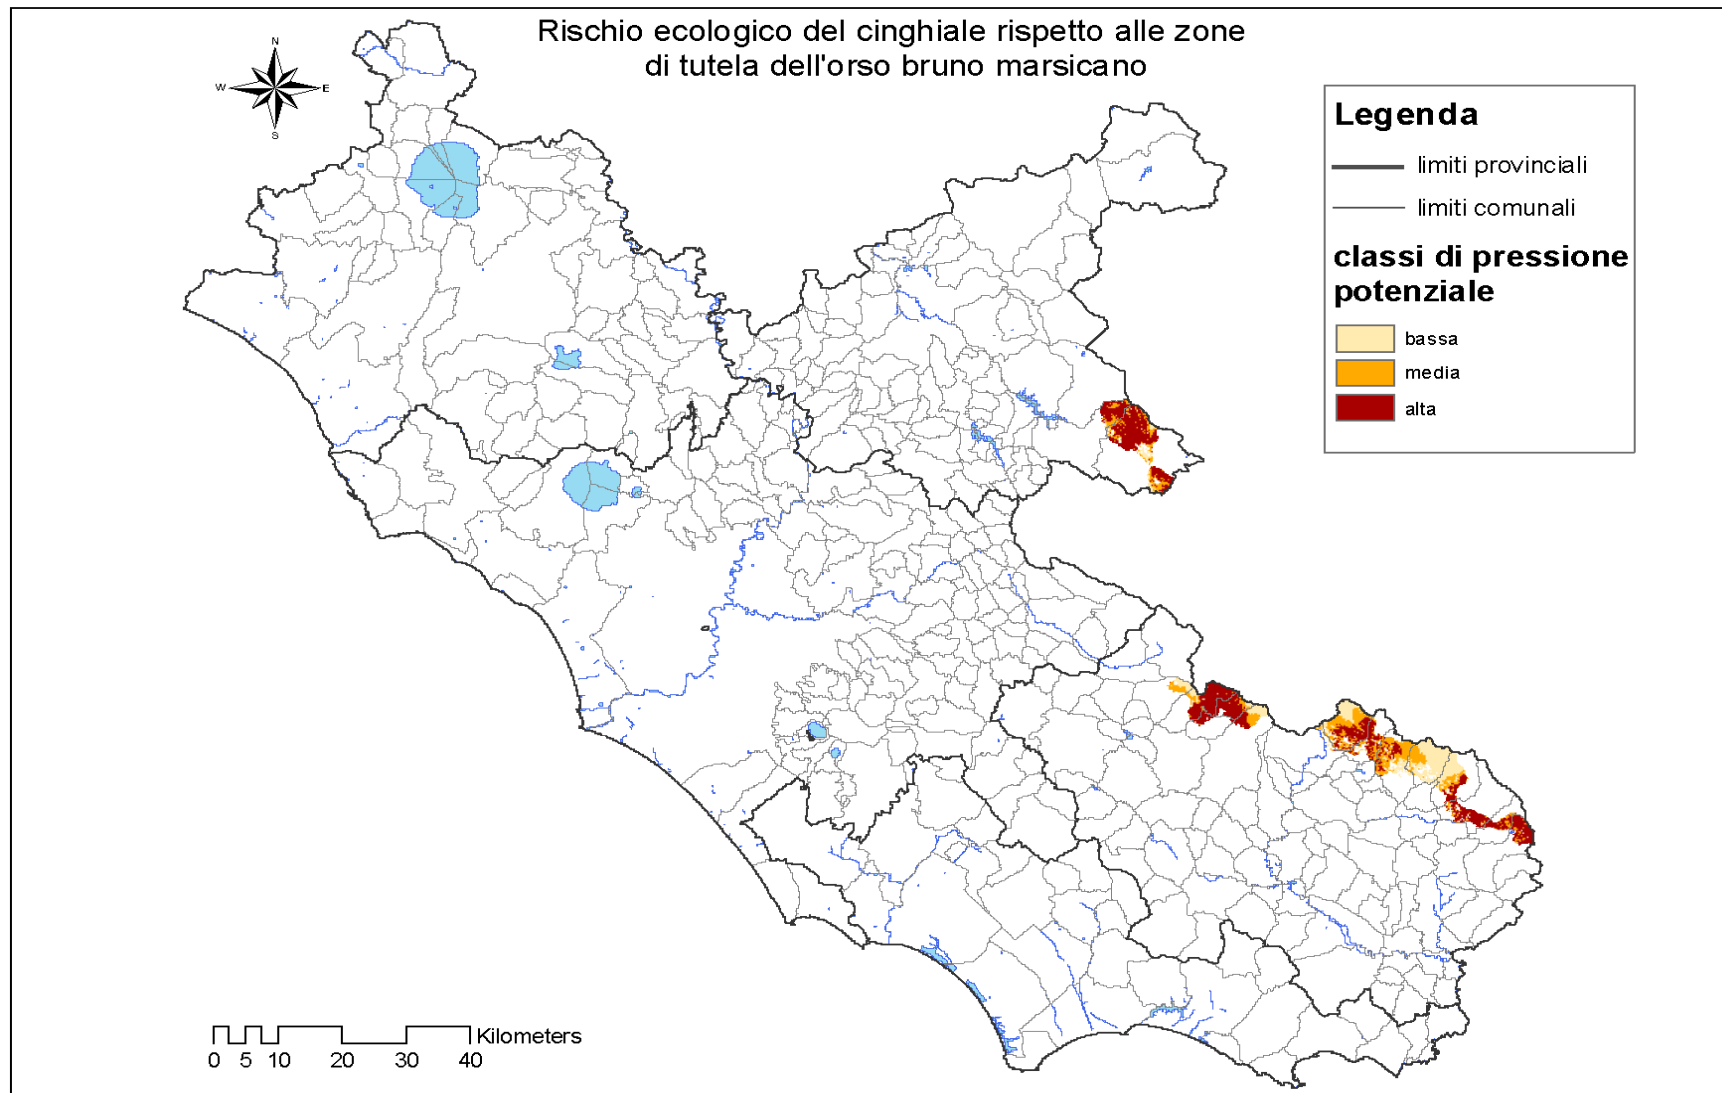 Rischio ecologico del cinghiale rispetto alle zone
di tutela dell'orso bruno marsicano
N
W
E
S
Legenda
limiti provinciali
limiti comunali
classi di pressione
potenziale
bassa
media
alta
Kilometers
0 5 10 20 30 40